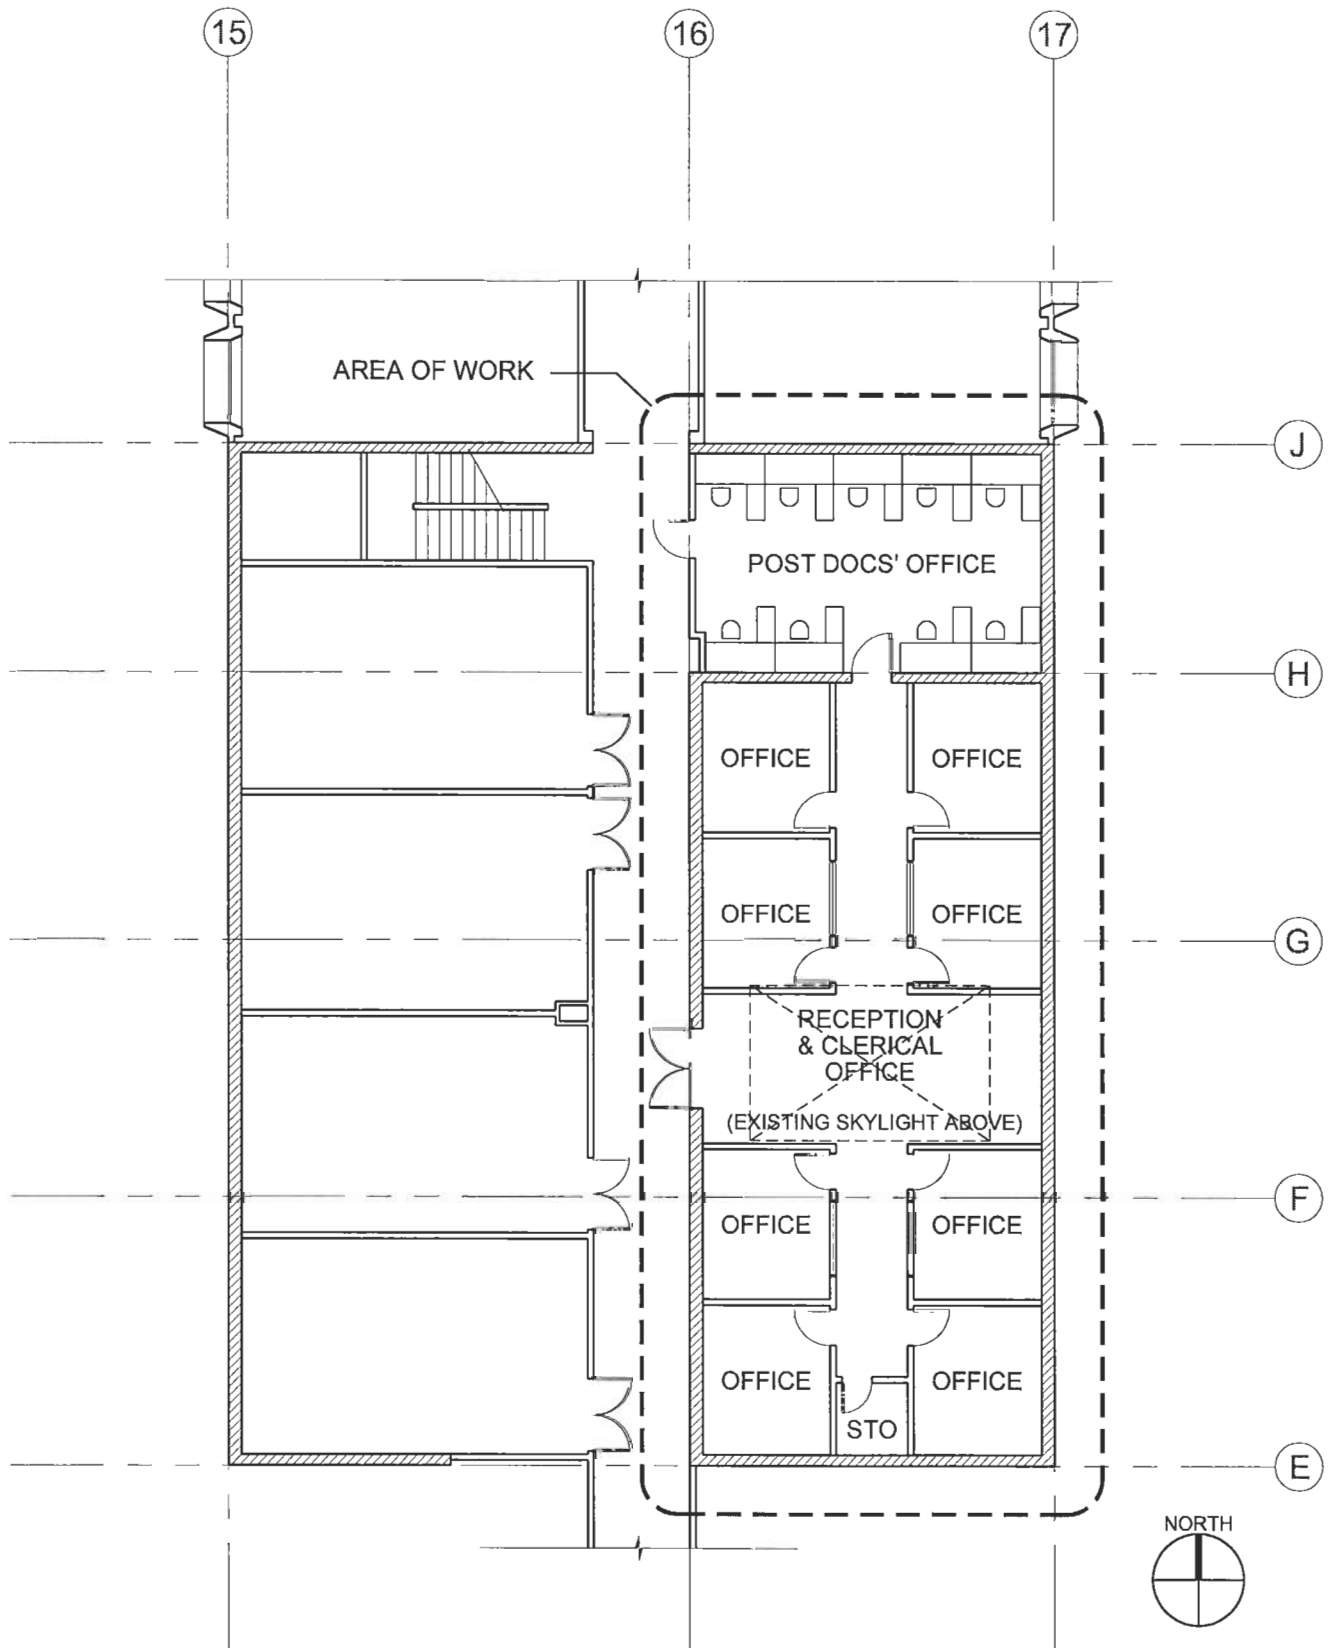 15
16
17
AREA OF WORK
J
POST DOCS' OFFICE
H
OFFICE
OFFICE
OFFICE
OFFICE
G
RECEPTION
& CLERICAL
OFFICE
(EXISTING SKYLIGHT ABOVE)
F
OFFICE
OFFICE
OFFICE
OFFICE
STO
E
NORTH